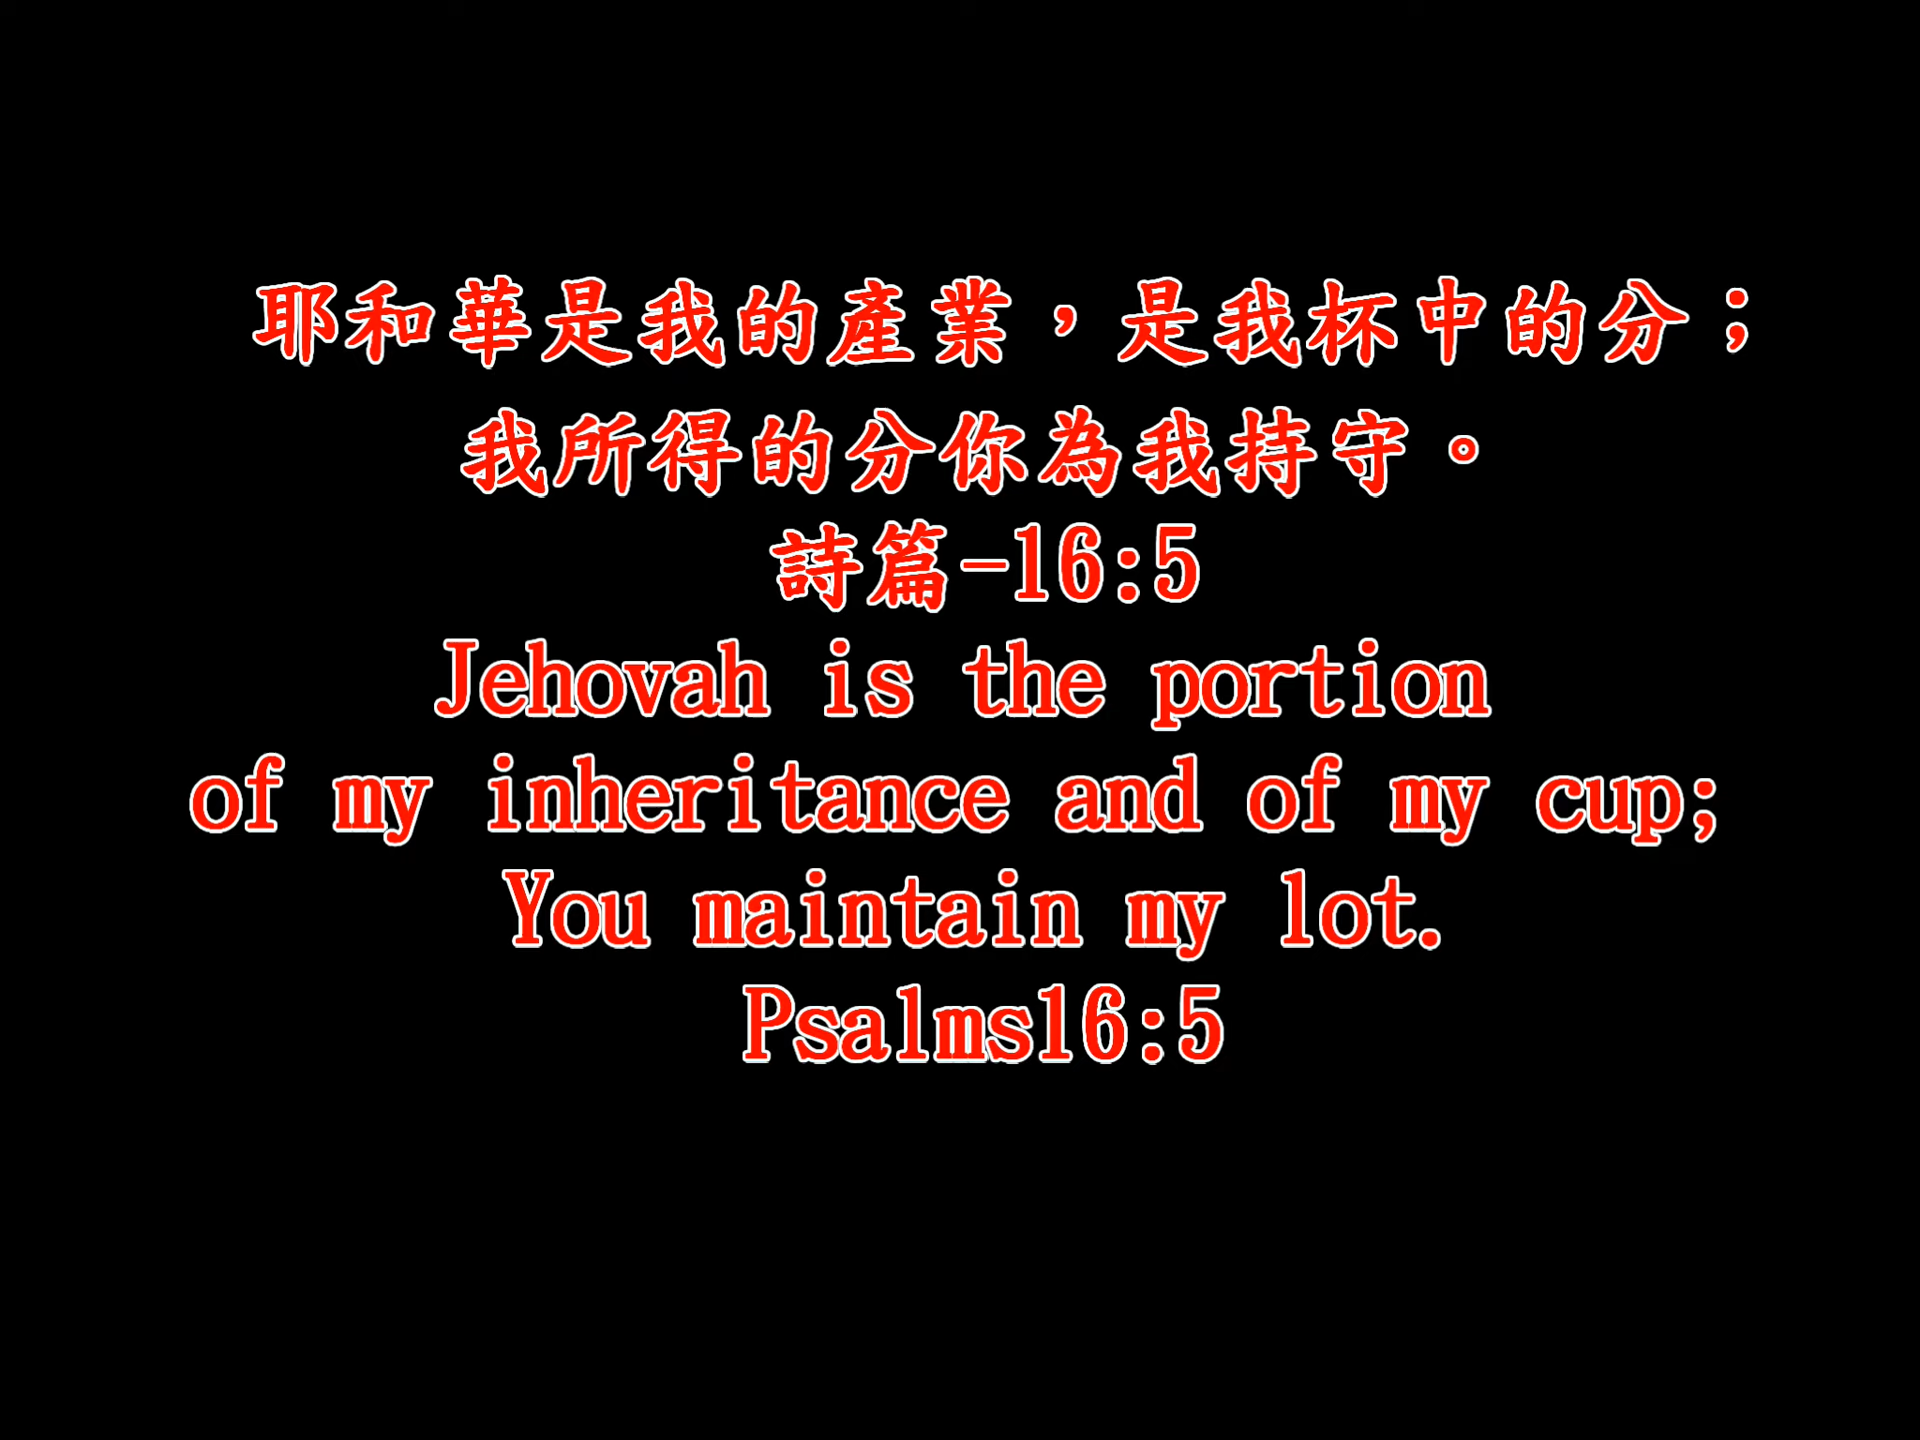 耶和華是我的產業，是我杯中的分；
我所得的分你為我持守。
詩篇-16:5
Jehovah is the portion
of my inheritance and of my cup;
You maintain my lot.
Psalms16:5